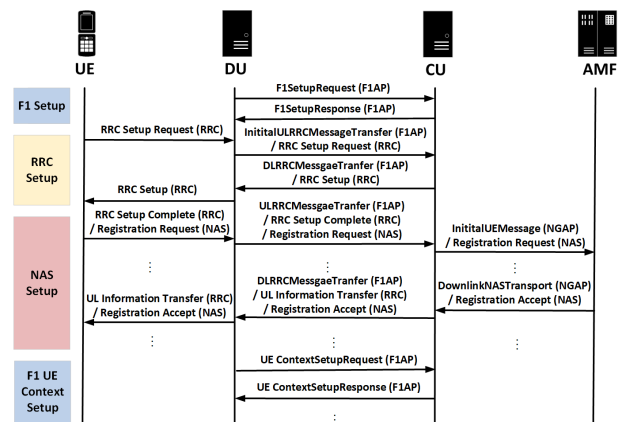 UE
DU
CU
AMF
F1SetupRequest (F1AP)
F1 Setup
F1SetupResponse (F1AP)
RRC Setup Request (RRC)
InititalULRRCMessageTransfer (F1AP)
/ RRC Setup Request (RRC)
RRC
Setup
DLRRCMessgaeTranfer (F1AP)
/ RRC Setup (RRC)
RRC Setup (RRC)
RRC Setup Complete (RRC)
/ Registration Request (NAS)
ULRRCMessgaeTranfer (F1AP)
/ RRC Setup Complete (RRC)
/ Registration Request (NAS)
InititalUEMessage (NGAP)
/ Registration Request (NAS)
NAS
Setup
DLRRCMessgaeTranfer (F1AP)
/ UL Information Transfer (RRC)
/ Registration Accept (NAS)
DownlinkNASTransport (NGAP)
/ Registration Accept (NAS)
UL Information Transfer (RRC)
/ Registration Accept (NAS)
F1 UE
Context
Setup
UE ContextSetupRequest (F1AP)
UE ContextSetupResponse (F1AP)